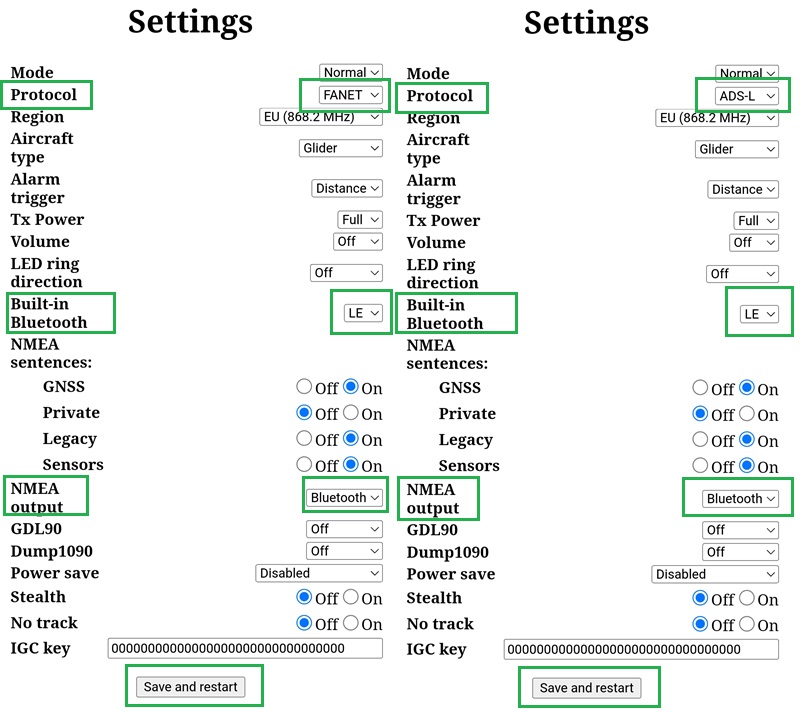 Settings
Mode Normal
Protocol FANET
Region EU (868.2 MHz)
Aircraft
type Glider
Alarm
trigger Distance
Tx Power Full
Volume Off
LED ring
direction Off
Built-in
Bluetooth LE
NMEA
sentences:
GNSS Off On
Private Off On
Legacy Off On
Sensors Off On
NMEA
output Bluetooth
GDL90 Off
Dump1090 Off
Power save Disabled
Stealth Off On
No track Off On
IGC key 00000000000000000000000000000000
Save and restart
Settings
Mode Normal
Protocol ADS-L
Region EU (868.2 MHz)
Aircraft
type Glider
Alarm
trigger Distance
Tx Power Full
Volume Off
LED ring
direction Off
Built-in
Bluetooth LE
NMEA
sentences:
GNSS Off On
Private Off On
Legacy Off On
Sensors Off On
NMEA
output Bluetooth
GDL90 Off
Dump1090 Off
Power save Disabled
Stealth Off On
No track Off On
IGC key 00000000000000000000000000000000
Save and restart